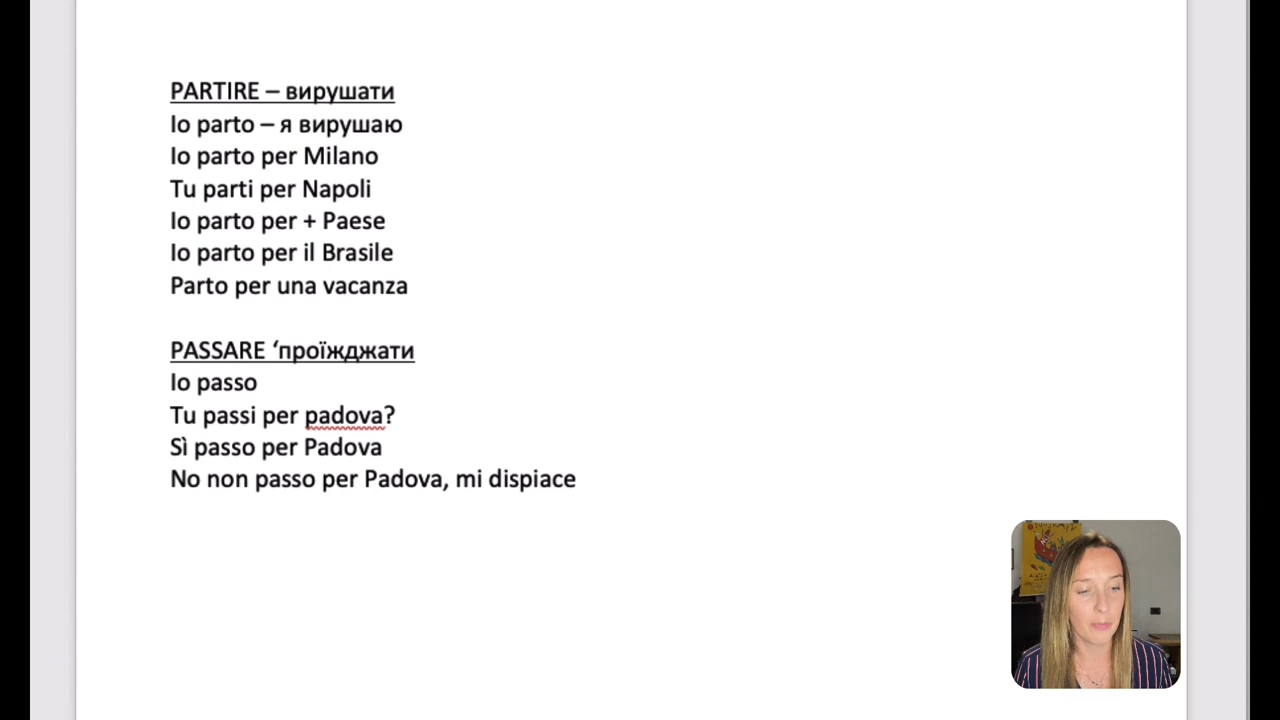 PARTIRE – вирушати
Io parto – я вирушаю
Io parto per Milano
Tu parti per Napoli
Io parto per + Paese
Io parto per il Brasile
Parto per una vacanza
PASSARE ‘проїжджати
Io passo
Tu passi per padova?
Sì passo per Padova
No non passo per Padova, mi dispiace